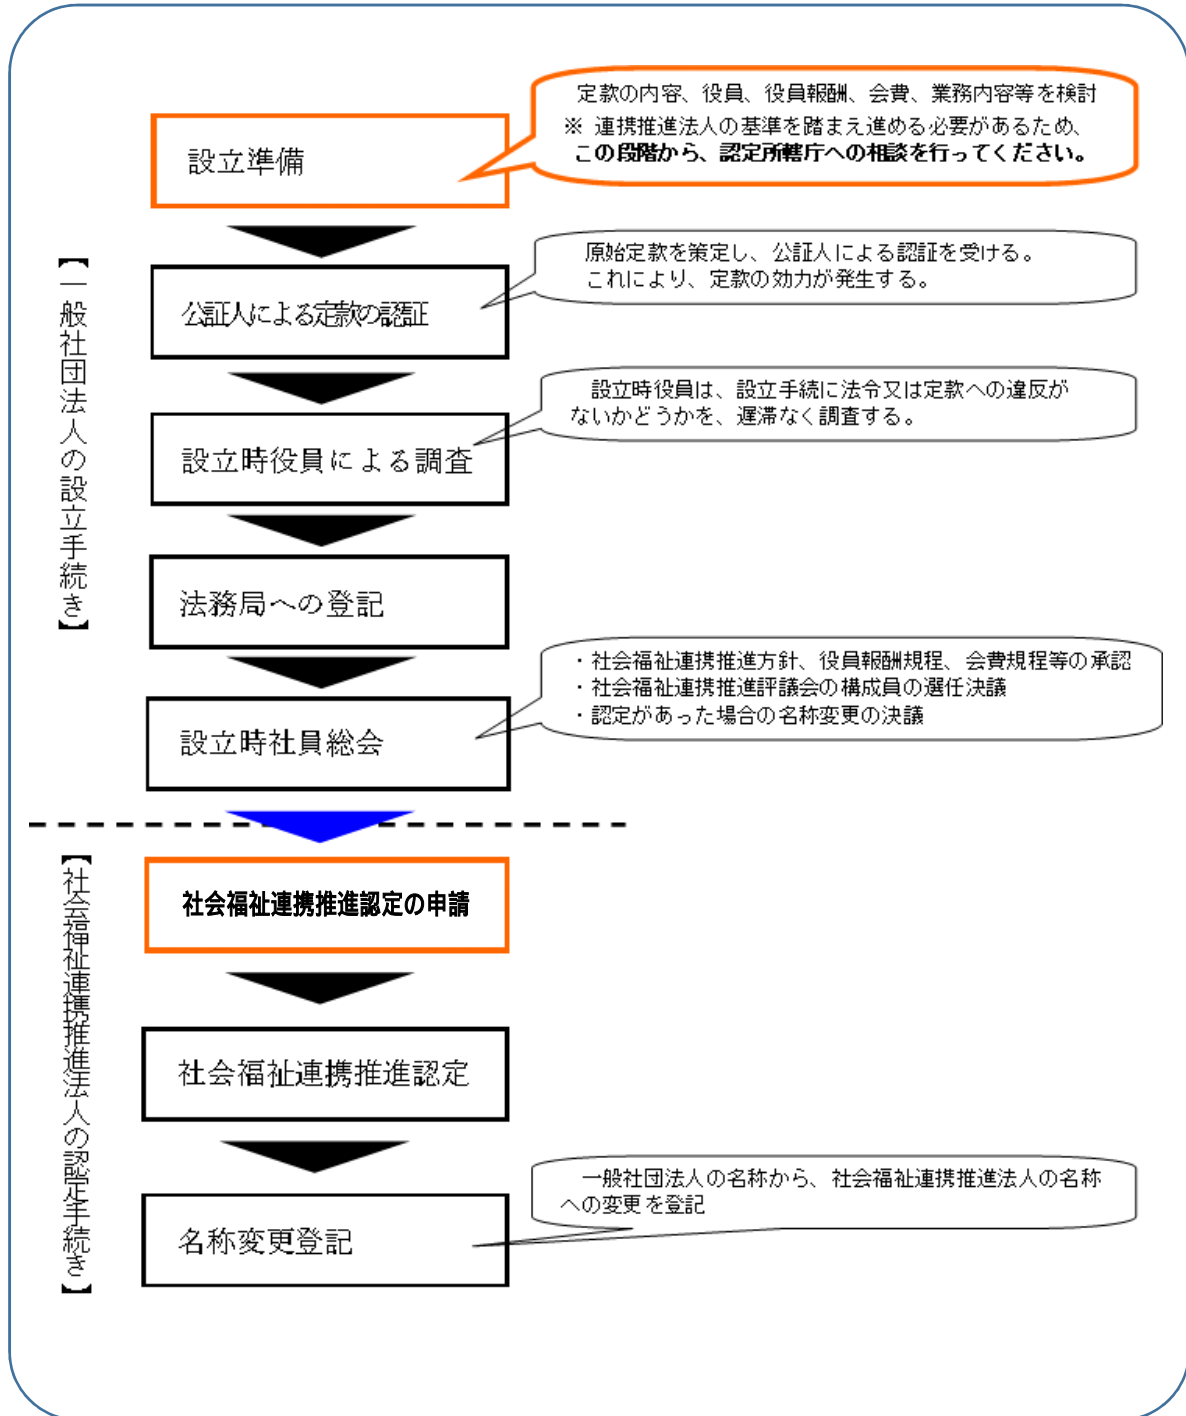 【一般社団法人の設立手続き】
設立準備
定款の内容、役員、役員報酬、会費、業務内容等を検討
※ 連携推進法人の基準を踏まえ進める必要があるため、
この段階から、認定所轄庁への相談を行ってください。
公証人による定款の認証
原始定款を策定し、公証人による認証を受ける。
これにより、定款の効力が発生する。
設立時役員による調査
設立時役員は、設立手続に法令又は定款への違反が
ないかどうかを、遅滞なく調査する。
法務局への登記
設立時社員総会
・社会福祉連携推進方針、役員報酬規程、会費規程等の承認
・社会福祉連携推進評議会の構成員の選任決議
・認定があった場合の名称変更の決議
【社会福祉連携推進法人の認定手続き】
社会福祉連携推進認定の申請
社会福祉連携推進認定
名称変更登記
一般社団法人の名称から、社会福祉連携推進法人の名称
への変更を登記